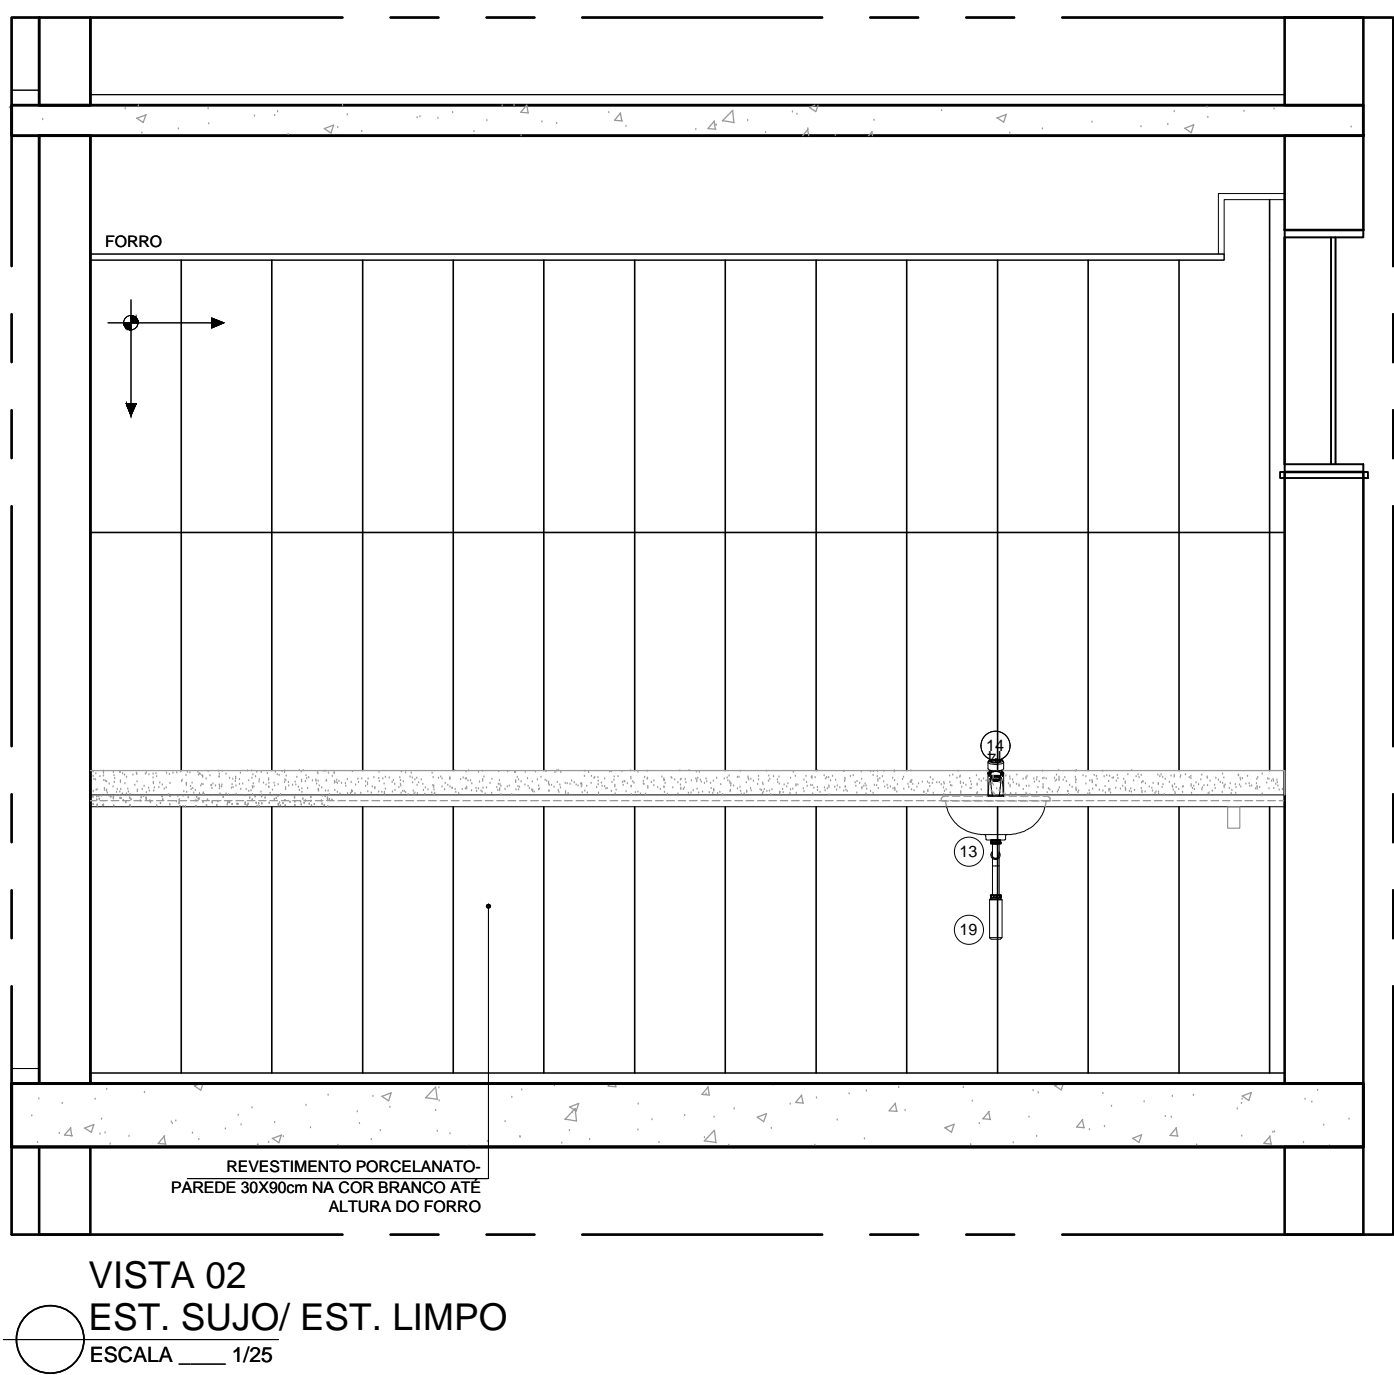 FORRO
14
13
19
REVESTIMENTO PORCELANATO-
PAREDE 30X90cm NA COR BRANCO ATÉ
ALTURA DO FORRO
VISTA 02
EST. SUJO/ EST. LIMPO
ESCALA ____ 1/25